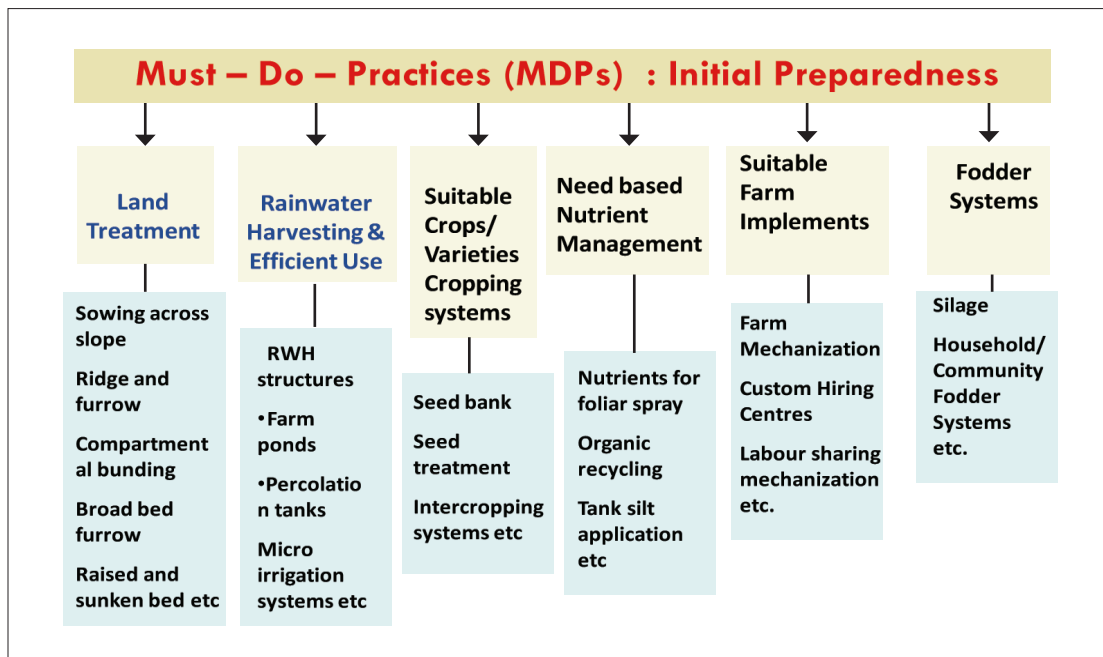 Must – Do – Practices (MDPs) : Initial Preparedness
Land
Treatment
Sowing across
slope
Ridge and
furrow
Compartment
al bunding
Broad bed
furrow
Raised and
sunken bed etc
Rainwater
Harvesting &
Efficient Use
RWH
structures
•Farm
ponds
•Percolatio
n tanks
Micro
irrigation
systems etc
Suitable
Crops/
Varieties
Cropping
systems
Seed bank
Seed
treatment
Intercropping
systems etc
Need based
Nutrient
Management
Nutrients for
foliar spray
Organic
recycling
Tank silt
application
etc
Suitable
Farm
Implements
Farm
Mechanization
Custom Hiring
Centres
Labour sharing
mechanization
etc.
Fodder
Systems
Silage
Household/
Community
Fodder
Systems
etc.